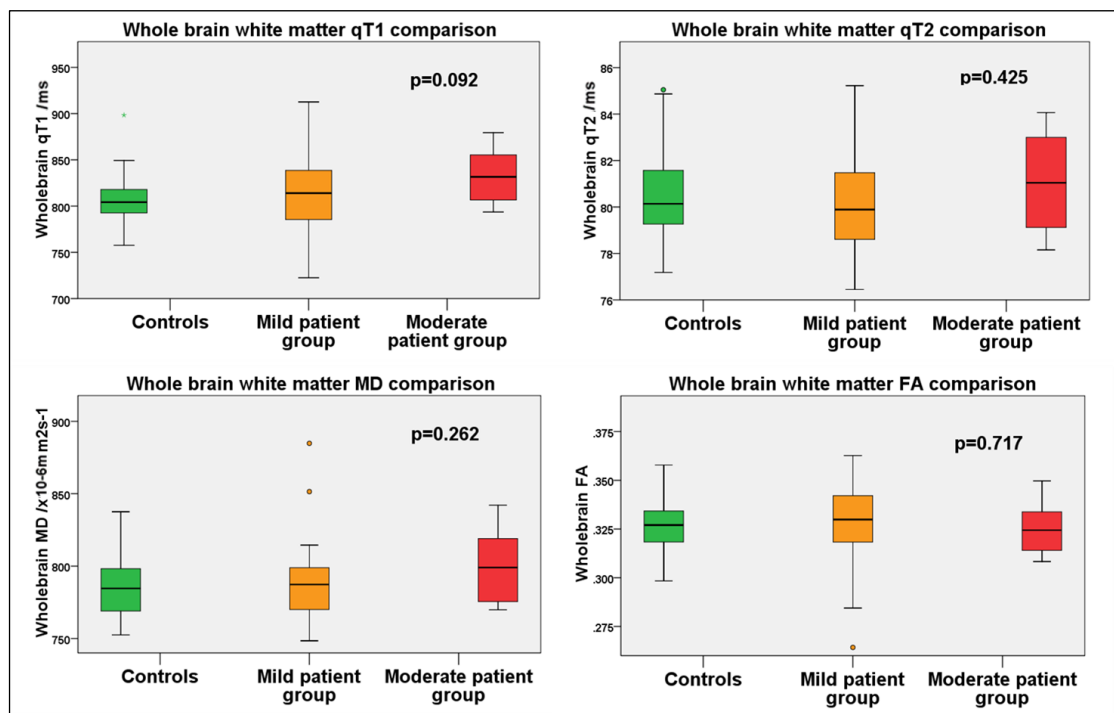 Whole brain white matter qT1 comparison
Wholebrain qT1 /ms
950
900
850
800
750
700
p=0.092
Controls
Mild patient
group
Moderate
patient group
Whole brain white matter qT2 comparison
Wholebrain qT2 /ms
86
84
82
80
78
76
p=0.425
Controls
Mild patient
group
Moderate patient
group
Whole brain white matter MD comparison
Wholebrain MD /x10-6mm2s-1
900
850
800
750
p=0.262
Controls
Mild patient
group
Moderate patient
group
Whole brain white matter FA comparison
Wholebrain FA
.375
.350
.325
.300
.275
p=0.717
Controls
Mild patient
group
Moderate patient
group